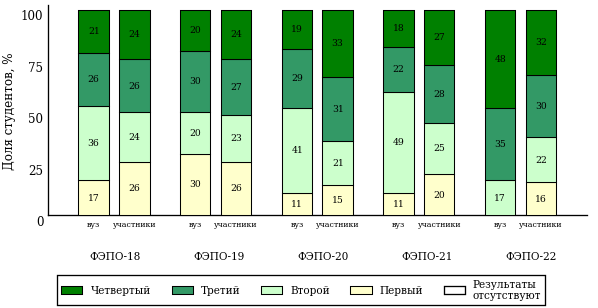 100
75
50
25
0
Доля студентов, %
21 24 20 24 19 33 18 27 48 32
26 26 30 27 29 31 22 28 35 30
36 24 20 23 41 21 49 25 17 22
17 26 30 26 11 15 11 20 16
вуз участники вуз участники вуз участники вуз участники вуз участники
ФЭПО-18 ФЭПО-19 ФЭПО-20 ФЭПО-21 ФЭПО-22
Четвертый Третий Второй Первый Результаты
отсутствуют